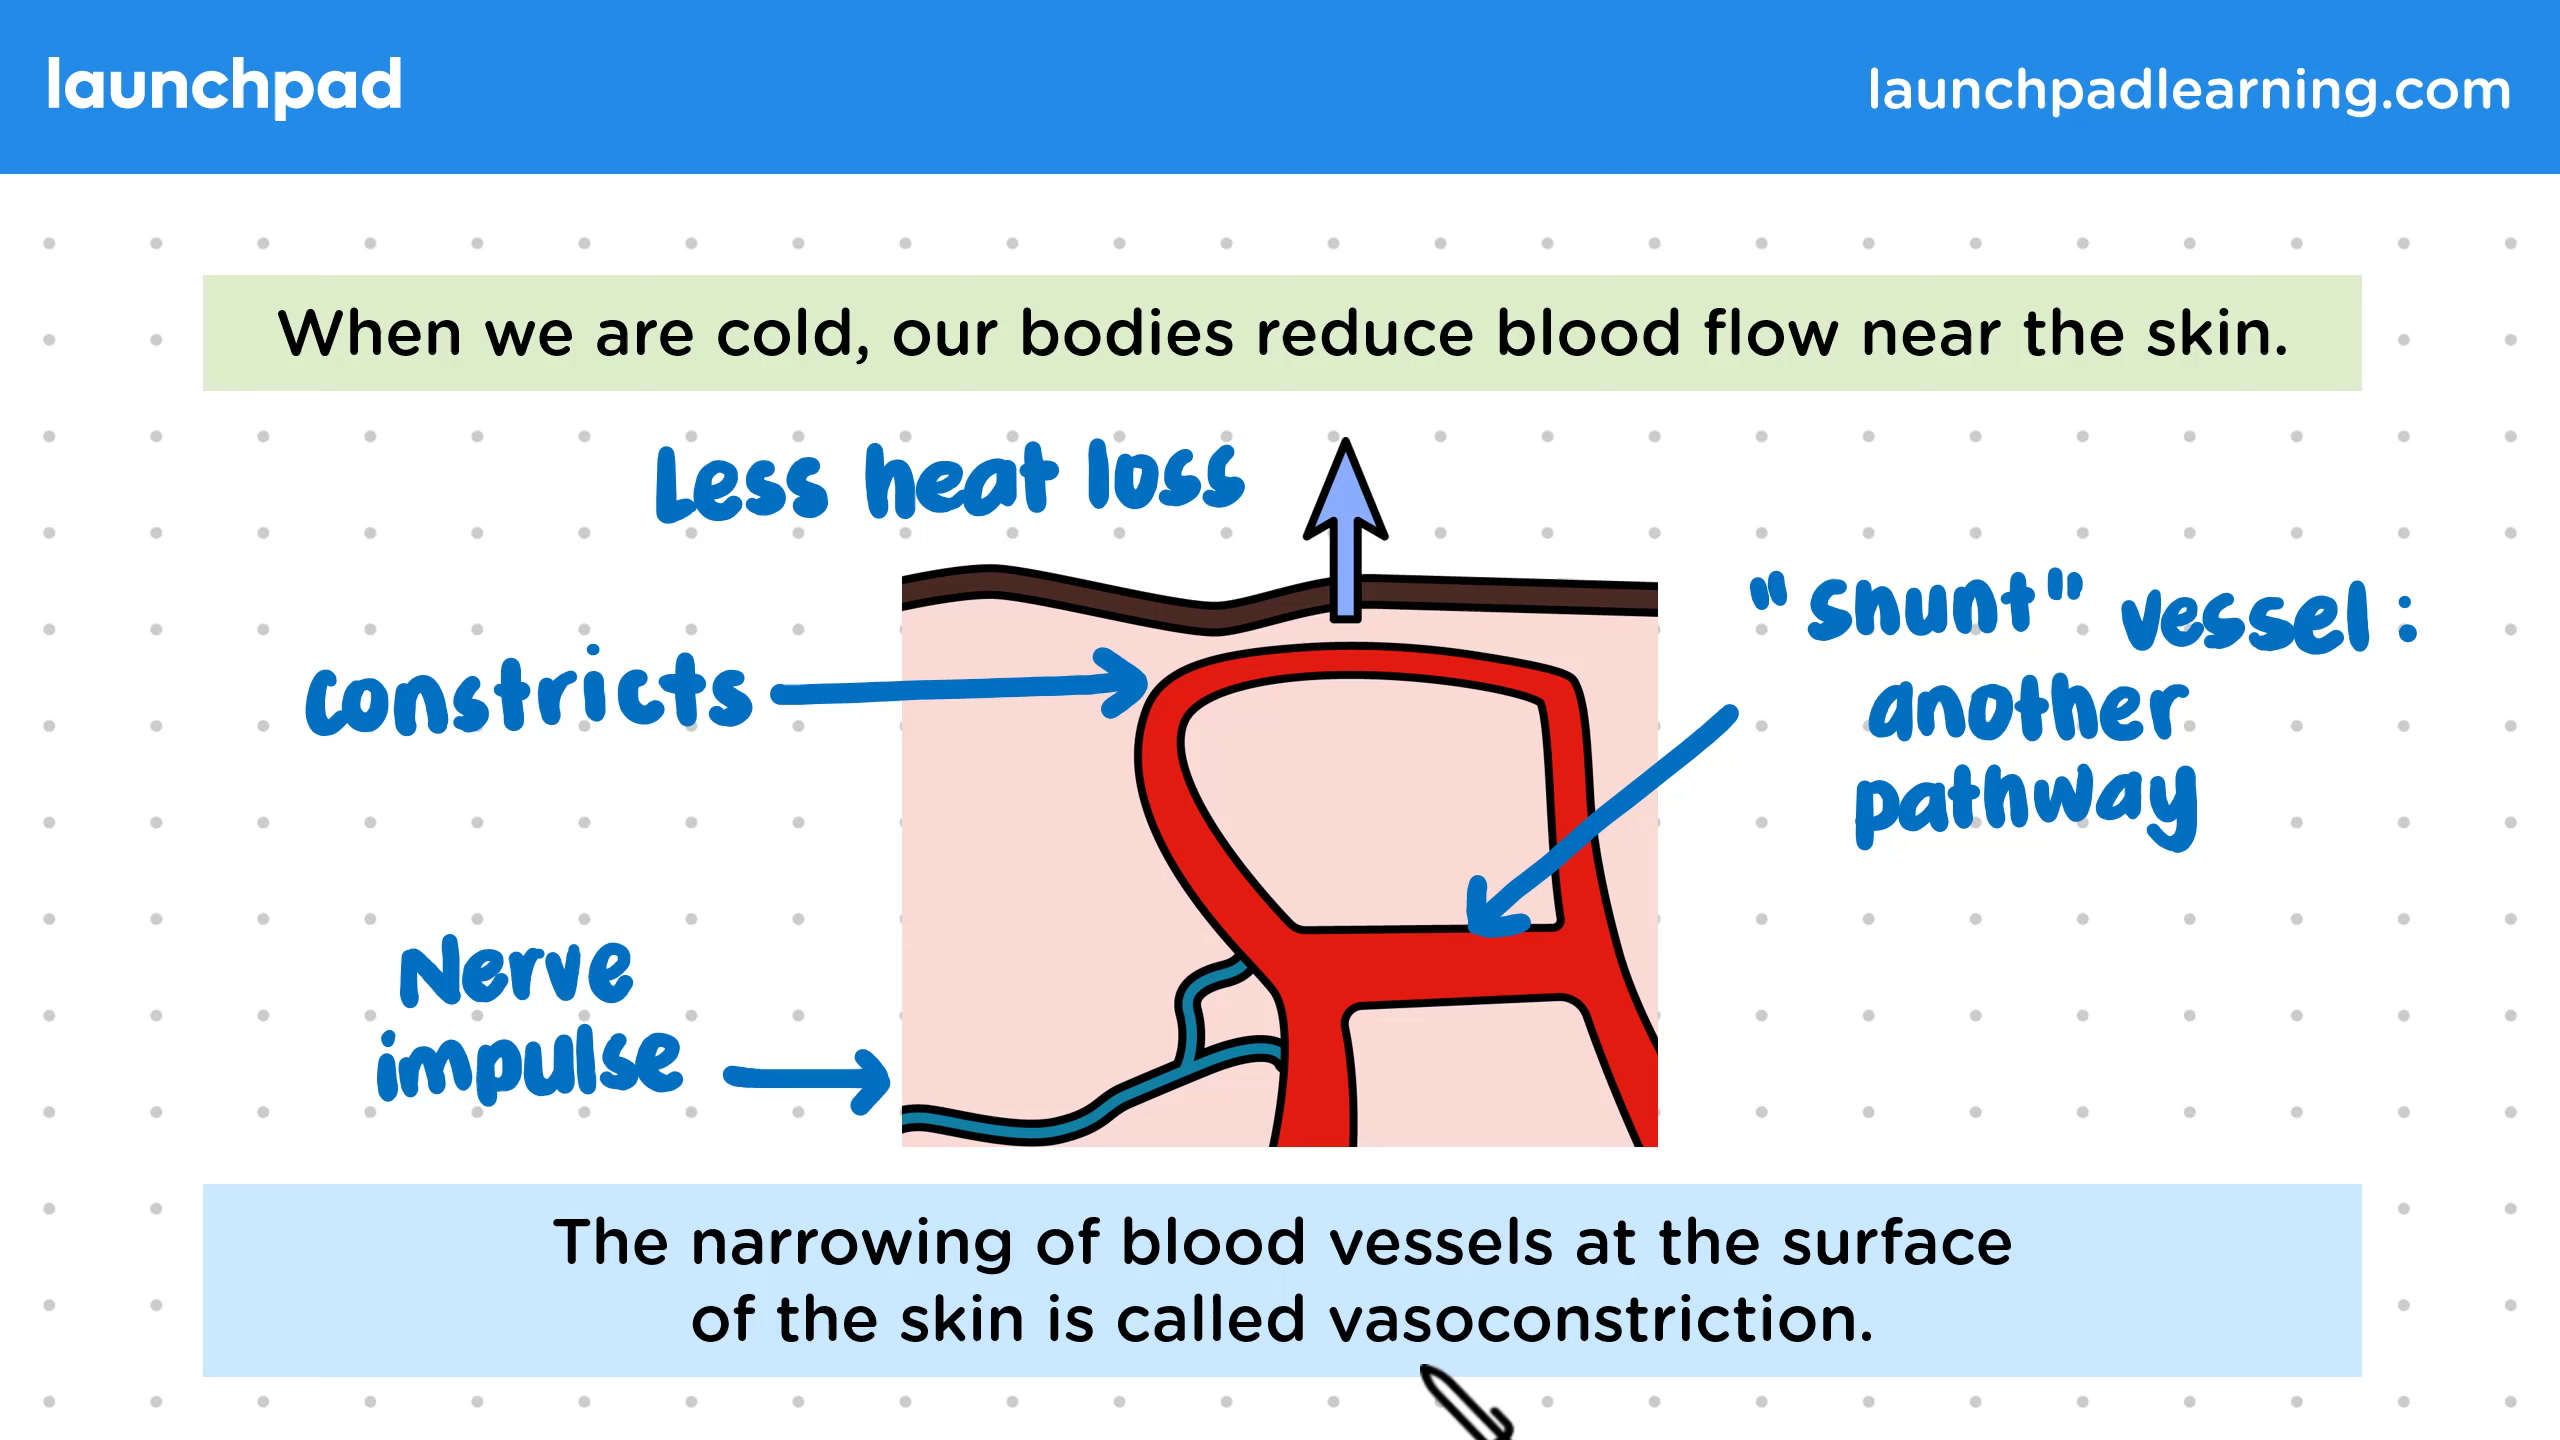 launchpad
launchpadlearning.com
When we are cold, our bodies reduce blood flow near the skin.
Less heat loss
constricts
"shunt" vessel:
another
pathway
Nerve
impulse
The narrowing of blood vessels at the surface
of the skin is called vasoconstriction.